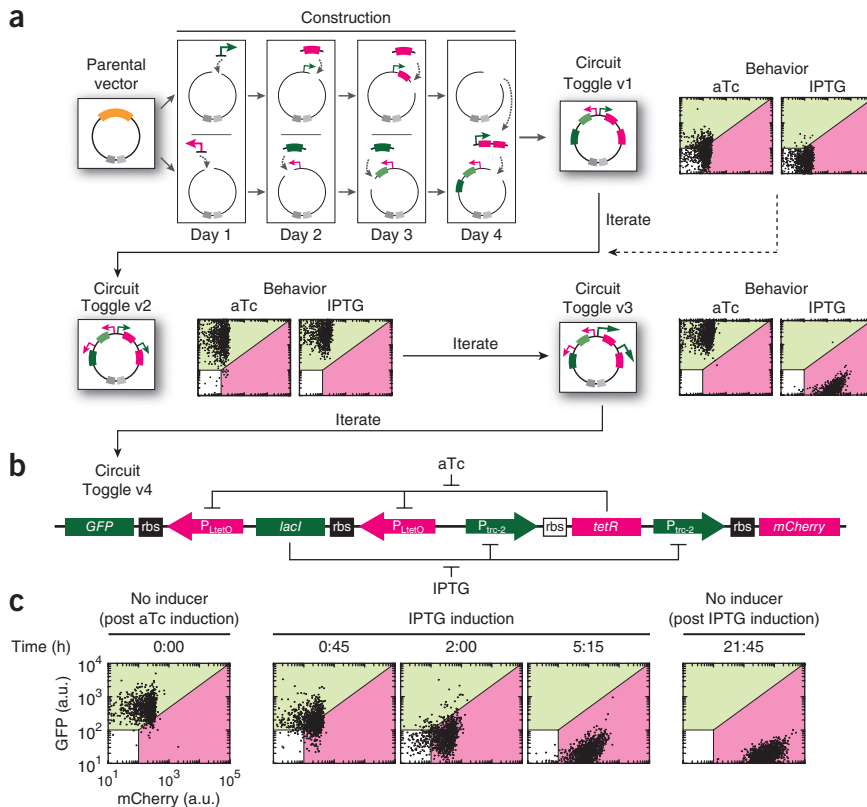 a
Construction
Parental
vector
Day 1
Day 2
Day 3
Day 4
Circuit
Toggle v1
Behavior
aTc
IPTG
Iterate
Circuit
Toggle v2
Behavior
aTc
IPTG
Iterate
Circuit
Toggle v3
Behavior
aTc
IPTG
Iterate
b
Circuit
Toggle v4
aTc
GFP
rbs
PLtetO
lacI
rbs
PLtetO
Ptrc-2
rbs
tetR
Ptrc-2
rbs
mCherry
IPTG
c
No inducer
(post aTc induction)
IPTG induction
No inducer
(post IPTG induction)
Time (h)
0:00
0:45
2:00
5:15
21:45
GFP (a.u.)
10^4
10^3
10^2
10^1
10^1
10^3
10^5
mCherry (a.u.)